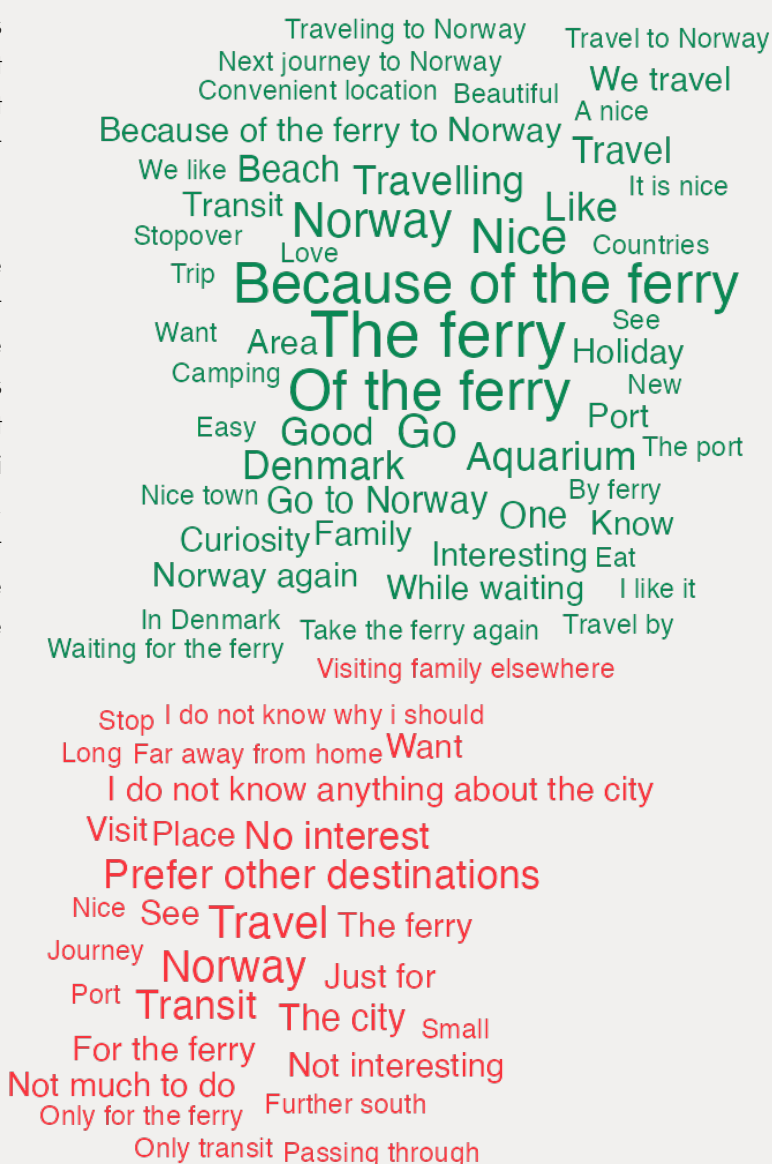 Traveling to Norway
Travel to Norway
Next journey to Norway
We travel
Convenient location Beautiful
A nice
Because of the ferry to Norway
Travel
We like Beach Travelling
It is nice
Transit Norway Nice Like
Stopover Love Countries
Trip Because of the ferry
Want Area The ferry See
Holiday
Camping Of the ferry New
Port
Easy Good Go
Denmark Aquarium The port
Nice town Go to Norway One By ferry
Know
Curiosity Family
Interesting Eat
Norway again While waiting I like it
In Denmark Take the ferry again Travel by
Waiting for the ferry
Visiting family elsewhere
Stop I do not know why i should
Long Far away from home Want
I do not know anything about the city
Visit Place No interest
Prefer other destinations
Nice See Travel The ferry
Journey
Norway Just for
Port Transit The city Small
For the ferry Not interesting
Not much to do
Only for the ferry Further south
Only transit Passing through